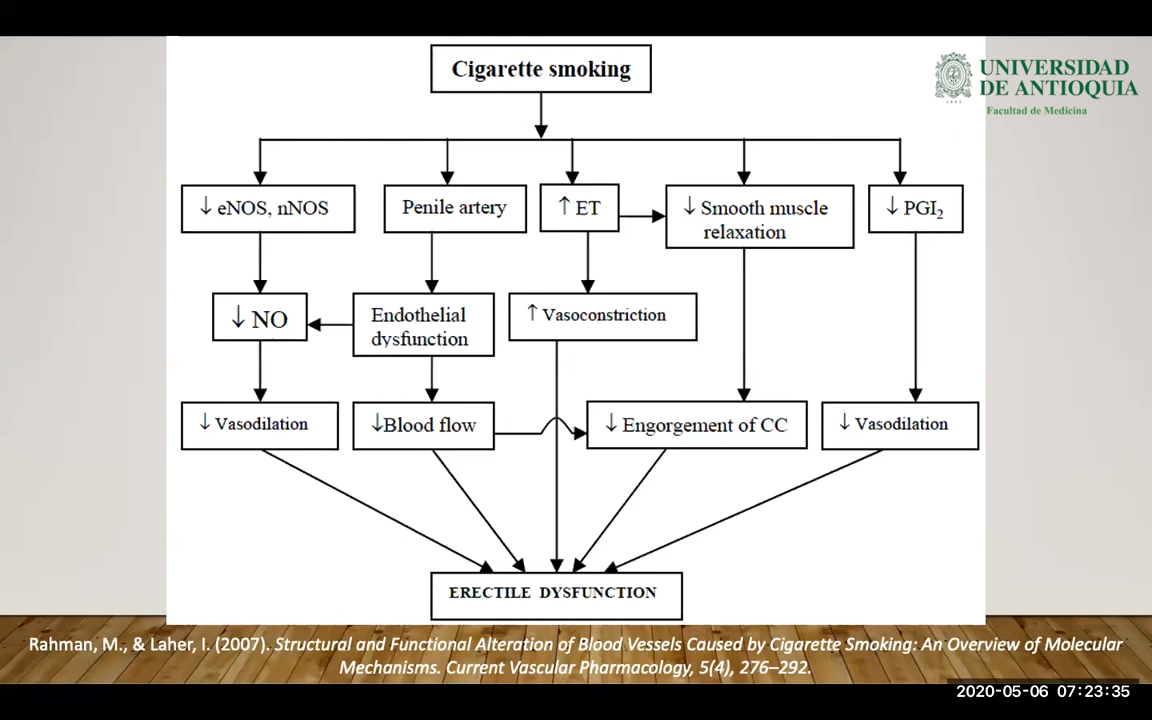 Cigarette smoking
UNIVERSIDAD
DE ANTIOQUIA
Facultad de Medicina
↓ eNOS, nNOS
Penile artery
↑ ET
↓ Smooth muscle
relaxation
↓ PGI₂
↓ NO
Endothelial
dysfunction
↑ Vasoconstriction
↓ Vasodilation
↓Blood flow
↓ Engorgement of CC
↓ Vasodilation
ERECTILE DYSFUNCTION
Rahman, M., & Laher, I. (2007). Structural and Functional Alteration of Blood Vessels Caused by Cigarette Smoking: An Overview of Molecular
Mechanisms. Current Vascular Pharmacology, 5(4), 276–292.
2020-05-06 07:23:35